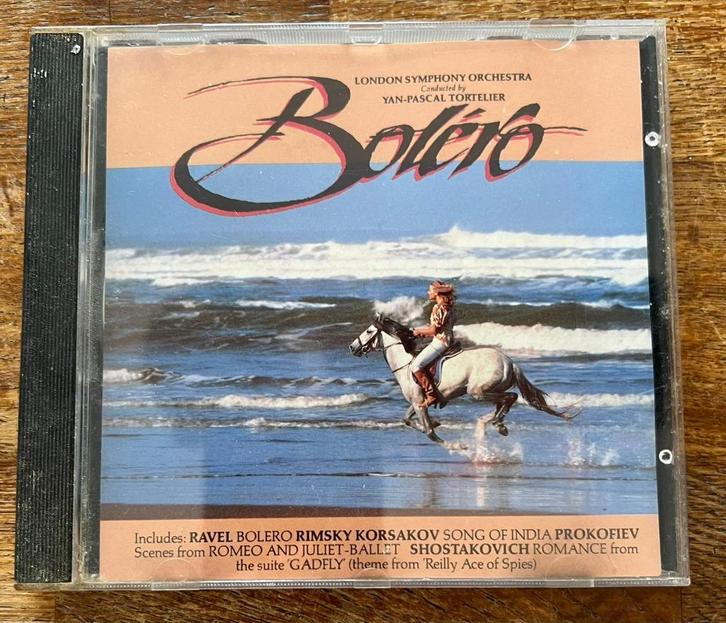 LONDON SYMPHONY ORCHESTRA
Conducted by
YAN-PASCAL TORTELIER
Boléro
Includes: RAVEL BOLERO RIMSKY KORSAKOV SONG OF INDIA PROKOFIEV
Scenes from ROMEO AND JULIET-BALLET SHOSTAKOVICH ROMANCE from
the suite 'GADFLY' (theme from 'Reilly Ace of Spies)